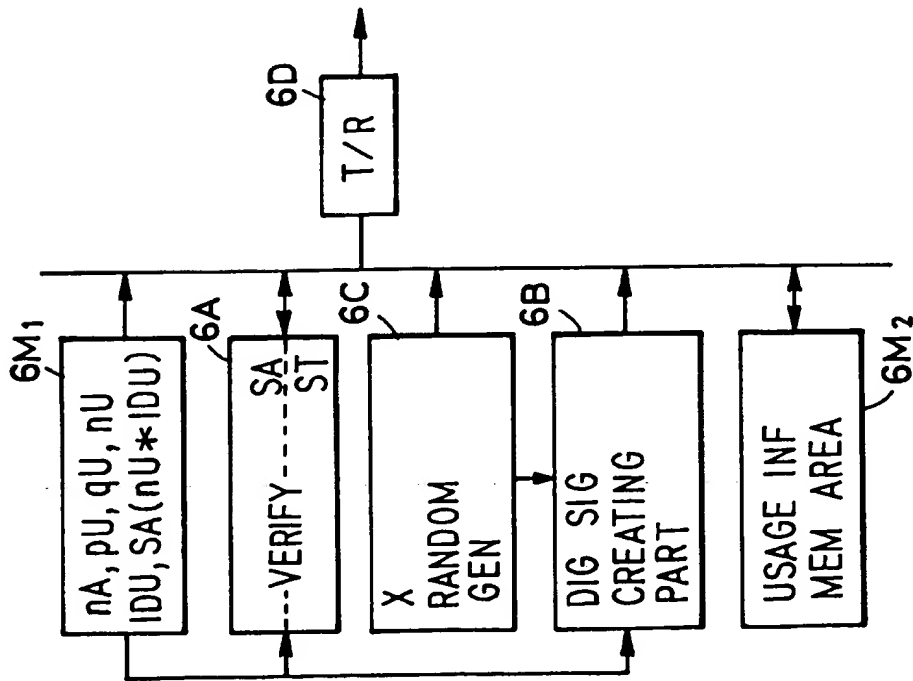 6M1
nA, pU, qU, nU
IDU, SA(nU*IDU)
6A
VERIFY
SA
ST
6C
X
RANDOM
GEN
6B
DIG SIG
CREATING
PART
USAGE INF
MEM AREA
6M2
6D
T/R